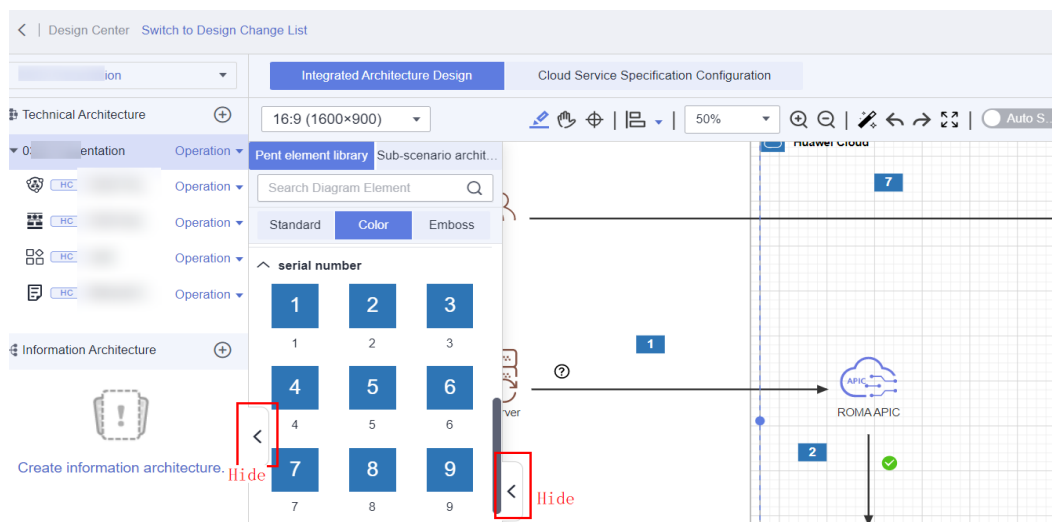 Design Center Switch to Design Change List
ion
Integrated Architecture Design
Cloud Service Specification Configuration
Technical Architecture
16:9 (1600×900)
50%
Auto S...
entation
Operation
Pent element library
Sub-scenario archit...
Huawei Cloud
HC
Operation
Search Diagram Element
7
HC
Operation
Standard
Color
Emboss
HC
Operation
serial number
HC
Operation
1
2
3
1
2
3
1
Information Architecture
4
5
6
APIC
ROMA APIC
rver
4
5
6
2
Create information architecture.
Hide
7
8
9
Hide
7
8
9